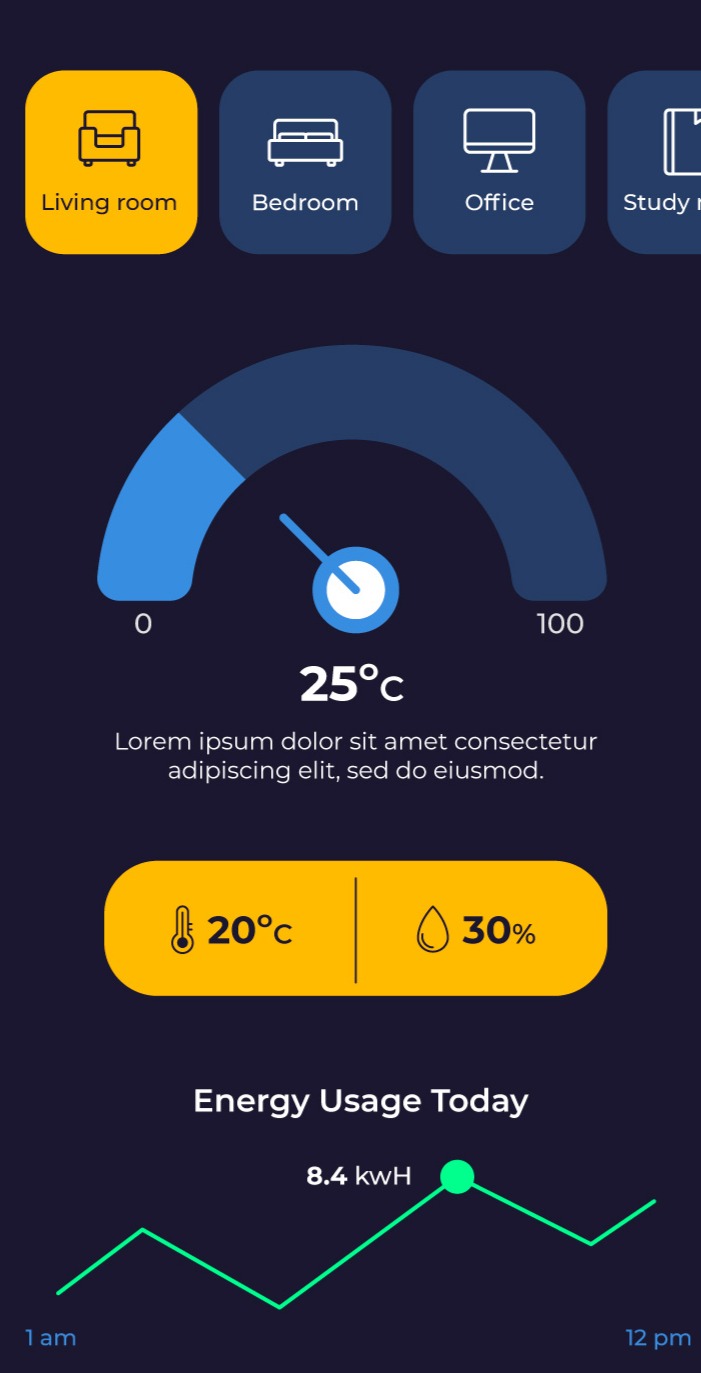 Living room
Bedroom
Office
Study
0
100
25°C
Lorem ipsum dolor sit amet consectetur
adipiscing elit, sed do eiusmod.
20°C
30%
Energy Usage Today
8.4 kwH
1 am
12 pm